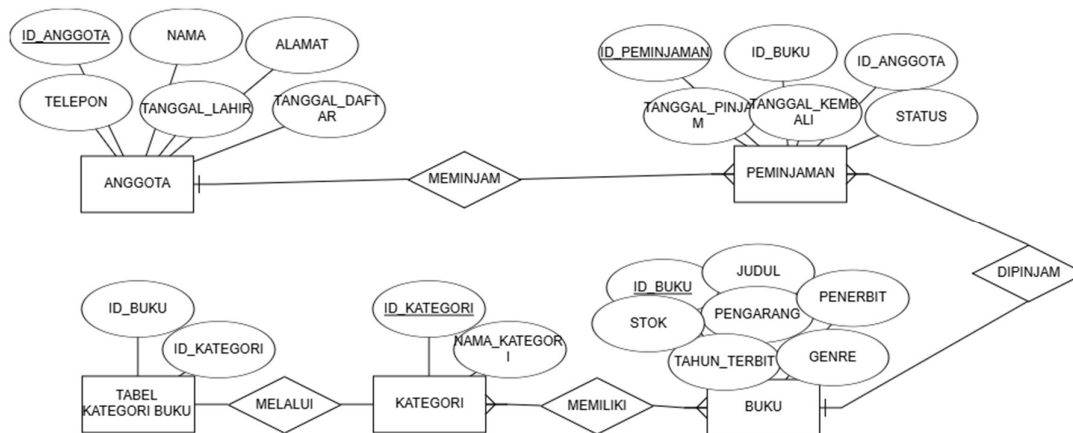 ID_ANGGOTA
NAMA
ALAMAT
TELEPON
TANGGAL_LAHIR
TANGGAL_DAFT
AR
ANGGOTA
MEMINJAM
ID_PEMINJAMAN
ID_BUKU
ID_ANGGOTA
TANGGAL_PINJA
M
TANGGAL_KEMB
ALI
STATUS
PEMINJAMAN
DIPINJAM
ID_BUKU
ID_KATEGORI
TABEL
KATEGORI BUKU
MELALUI
ID_KATEGORI
NAMA_KATEGOR
I
KATEGORI
MEMILIKI
ID_BUKU
JUDUL
PENERBIT
STOK
PENGARANG
TAHUN_TERBIT
GENRE
BUKU